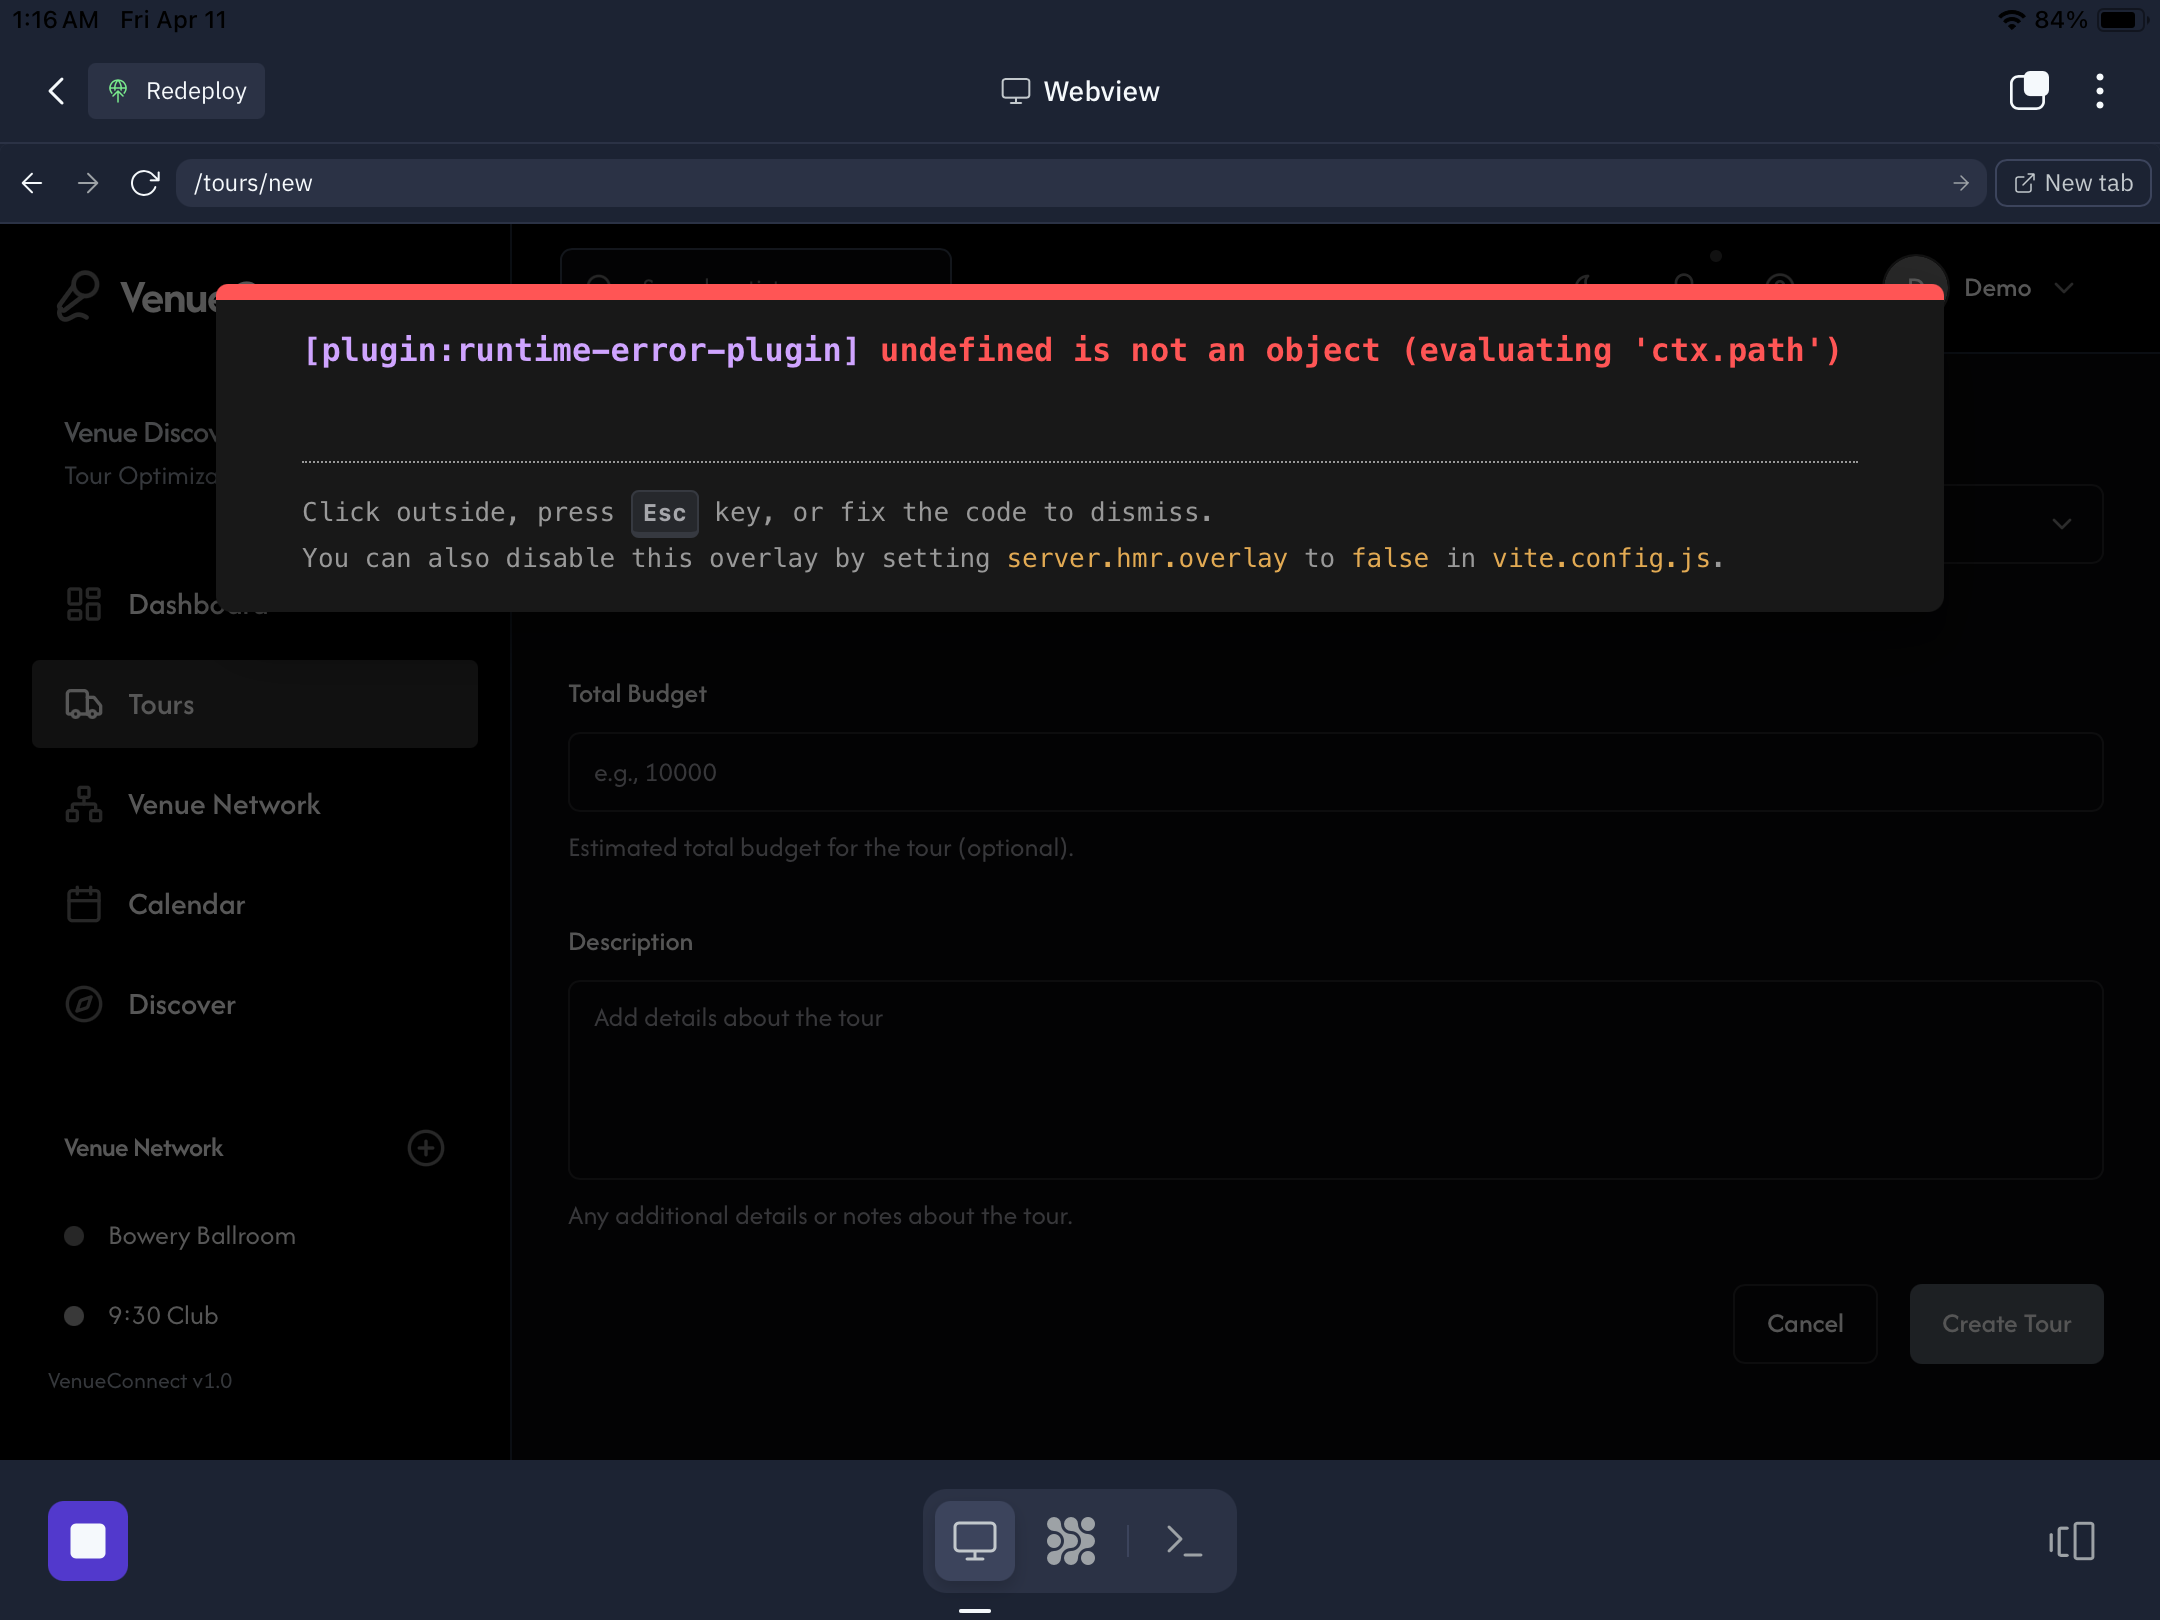 1:16 AM Fri Apr 11
84%
Redeploy
Webview
/tours/new
New tab
Venue
Demo
[plugin:runtime-error-plugin] undefined is not an object (evaluating 'ctx.path')
Venue Discov
Tour Optimiza
Click outside, press Esc key, or fix the code to dismiss.
You can also disable this overlay by setting server.hmr.overlay to false in vite.config.js.
Dashboard
Tours
Venue Network
Calendar
Discover
Venue Network
Bowery Ballroom
9:30 Club
VenueConnect v1.0
Total Budget
e.g., 10000
Estimated total budget for the tour (optional).
Description
Add details about the tour
Any additional details or notes about the tour.
Cancel
Create Tour